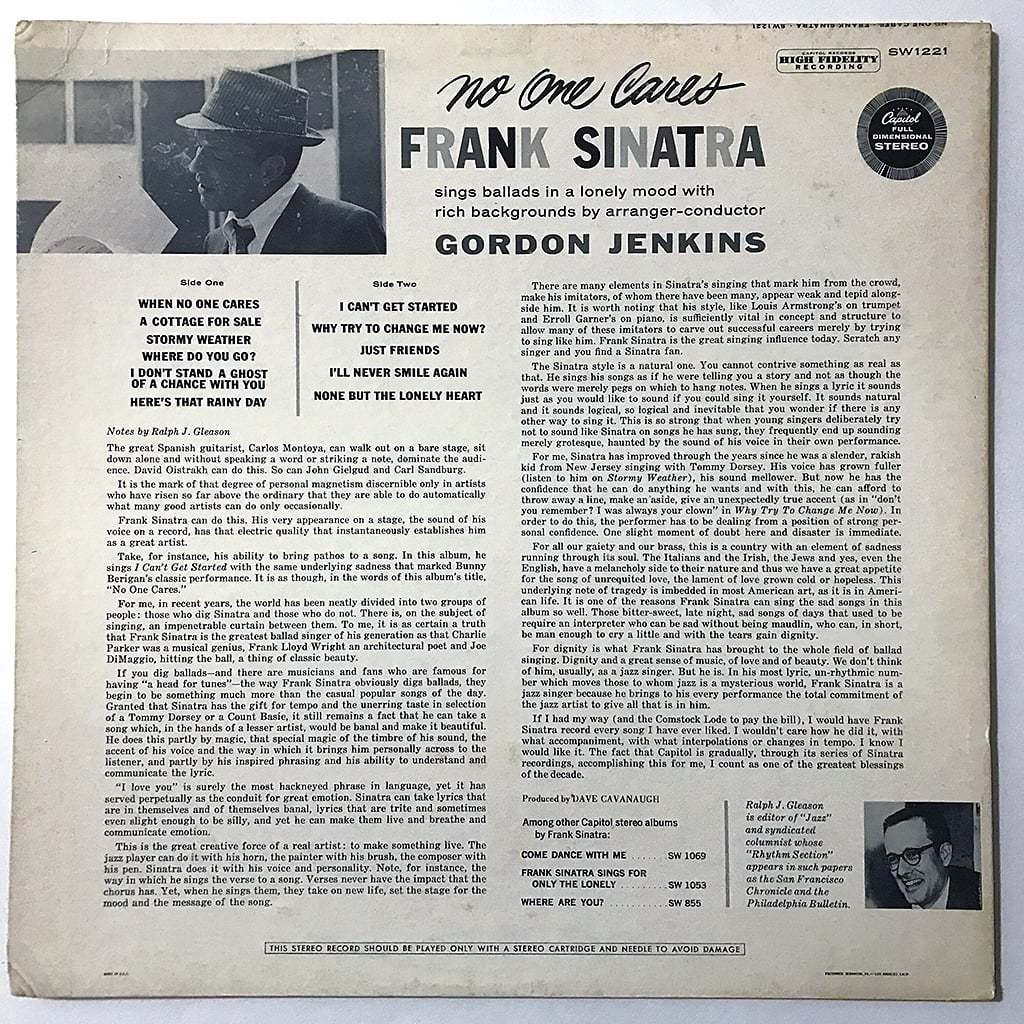 NO ONE CARES · FRANK SINATRA · SW1221
CAPITOL RECORDS
HIGH FIDELITY
RECORDING
SW1221
no One Cares
FRANK SINATRA
Capitol
FULL
DIMENSIONAL
STEREO
sings ballads in a lonely mood with
rich backgrounds by arranger-conductor
GORDON JENKINS
Side One
WHEN NO ONE CARES
A COTTAGE FOR SALE
STORMY WEATHER
WHERE DO YOU GO?
I DON'T STAND A GHOST
OF A CHANCE WITH YOU
HERE'S THAT RAINY DAY
Side Two
I CAN'T GET STARTED
WHY TRY TO CHANGE ME NOW?
JUST FRIENDS
I'LL NEVER SMILE AGAIN
NONE BUT THE LONELY HEART
Notes by Ralph J. Gleason
The great Spanish guitarist, Carlos Montoya, can walk out on a bare stage, sit
down alone and without speaking a word or striking a note, dominate the audi-
ence. David Oistrakh can do this. So can John Gielgud and Carl Sandburg.
It is the mark of that degree of personal magnetism discernible only in artists
who have risen so far above the ordinary that they are able to do automatically
what many good artists can do only occasionally.
Frank Sinatra can do this. His very appearance on a stage, the sound of his
voice on a record, has that electric quality that instantaneously establishes him
as a great artist.
Take, for instance, his ability to bring pathos to a song. In this album, he
sings I Can't Get Started with the same underlying sadness that marked Bunny
Berigan's classic performance. It is as though, in the words of this album's title,
"No One Cares."
For me, in recent years, the world has been neatly divided into two groups of
people: those who dig Sinatra and those who do not. There is, on the subject of
singing, an impenetrable curtain between them. To me, it is as certain a truth
that Frank Sinatra is the greatest ballad singer of his generation as that Charlie
Parker was a musical genius, Frank Lloyd Wright an architectural poet and Joe
DiMaggio, hitting the ball, a thing of classic beauty.
If you dig ballads—and there are musicians and fans who are famous for
having "a head for tunes"—the way Frank Sinatra obviously digs ballads, they
begin to be something much more than the casual popular songs of the day.
Granted that Sinatra has the gift for tempo and the unerring taste in selection
of a Tommy Dorsey or a Count Basie, it still remains a fact that he can take a
song which, in the hands of a lesser artist, would be banal and make it beautiful.
He does this partly by magic, that special magic of the timbre of his sound, the
accent of his voice and the way in which it brings him personally across to the
listener, and partly by his inspired phrasing and his ability to understand and
communicate the lyric.
"I love you" is surely the most hackneyed phrase in language, yet it has
served perpetually as the conduit for great emotion. Sinatra can take lyrics that
are in themselves and of themselves banal, lyrics that are trite and sometimes
even slight enough to be silly, and yet he can make them live and breathe and
communicate emotion.
This is the great creative force of a real artist: to make something live. The
jazz player can do it with his horn, the painter with his brush, the composer with
his pen. Sinatra does it with his voice and personality. Note, for instance, the
way in which he sings the verse to a song. Verses never have the impact that the
chorus has. Yet, when he sings them, they take on new life, set the stage for the
mood and the message of the song.
There are many elements in Sinatra's singing that mark him from the crowd,
make his imitators, of whom there have been many, appear weak and tepid along-
side him. It is worth noting that his style, like Louis Armstrong's on trumpet
and Erroll Garner's on piano, is sufficiently vital in concept and structure to
allow many of these imitators to carve out successful careers merely by trying
to sing like him. Frank Sinatra is the great singing influence today. Scratch any
singer and you find a Sinatra fan.
The Sinatra style is a natural one. You cannot contrive something as real as
that. He sings his songs as if he were telling you a story and not as though the
words were merely pegs on which to hang notes. When he sings a lyric it sounds
just as you would like to sound if you could sing it yourself. It sounds natural
and it sounds logical, so logical and inevitable that you wonder if there is any
other way to sing it. This is so strong that when young singers deliberately try
not to sound like Sinatra on songs he has sung, they frequently end up sounding
merely grotesque, haunted by the sound of his voice in their own performance.
For me, Sinatra has improved through the years since he was a slender, rakish
kid from New Jersey singing with Tommy Dorsey. His voice has grown fuller
(listen to him on Stormy Weather), his sound mellower. But now he has the
confidence that he can do anything he wants and with this, he can afford to
throw away a line, make an aside, give an unexpectedly true accent (as in "don't
you remember? I was always your clown" in Why Try To Change Me Now). In
order to do this, the performer has to be dealing from a position of strong per-
sonal confidence. One slight moment of doubt here and disaster is immediate.
For all our gaiety and our brass, this is a country with an element of sadness
running through its soul. The Italians and the Irish, the Jews and yes, even the
English, have a melancholy side to their nature and thus we have a great appetite
for the song of unrequited love, the lament of love grown cold or hopeless. This
underlying note of tragedy is imbedded in most American art, as it is in Ameri-
can life. It is one of the reasons Frank Sinatra can sing the sad songs in this
album so well. Those bitter-sweet, late night, sad songs of days that used to be
require an interpreter who can be sad without being maudlin, who can, in short,
be man enough to cry a little and with the tears gain dignity.
For dignity is what Frank Sinatra has brought to the whole field of ballad
singing. Dignity and a great sense of music, of love and of beauty. We don't think
of him, usually, as a jazz singer. But he is. In his most lyric, un-rhythmic num-
ber which moves those to whom jazz is a mysterious world, Frank Sinatra is a
jazz singer because he brings to his every performance the total commitment of
the jazz artist to give all that is in him.
If I had my way (and the Comstock Lode to pay the bill), I would have Frank
Sinatra record every song I have ever liked. I wouldn't care how he did it, with
what accompaniment, with what interpolations or changes in tempo. I know I
would like it. The fact that Capitol is gradually, through its series of Sinatra
recordings, accomplishing this for me, I count as one of the greatest blessings
of the decade.
Produced by DAVE CAVANAUGH
Among other Capitol stereo albums
by Frank Sinatra:
COME DANCE WITH ME ....... SW 1069
FRANK SINATRA SINGS FOR
ONLY THE LONELY ......... SW 1053
WHERE ARE YOU? ........... SW 855
Ralph J. Gleason
is editor of "Jazz"
and syndicated
columnist whose
"Rhythm Section"
appears in such papers
as the San Francisco
Chronicle and the
Philadelphia Bulletin.
THIS STEREO RECORD SHOULD BE PLAYED ONLY WITH A STEREO CARTRIDGE AND NEEDLE TO AVOID DAMAGE